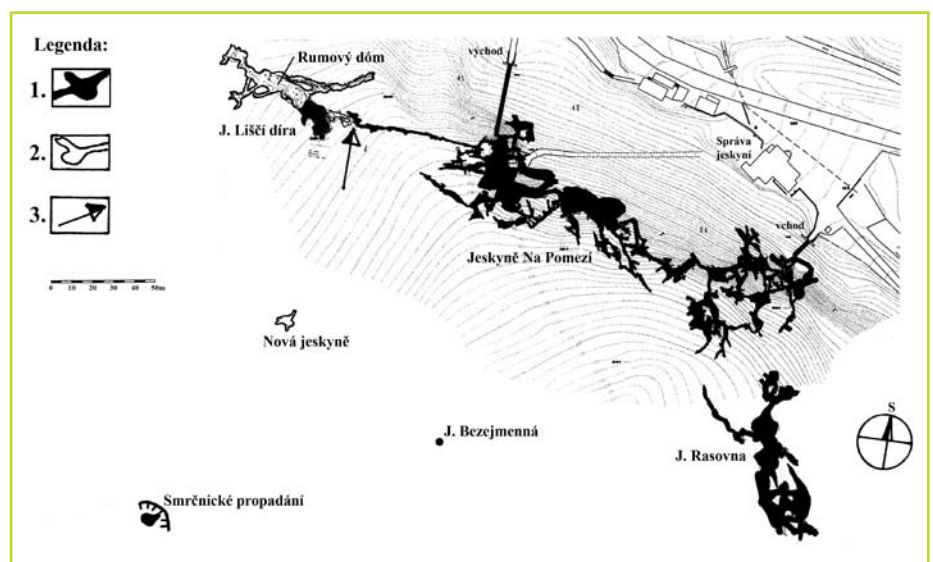 Legenda:
1.
2.
3.
0 10 20 30 40 50m
Rumový dóm
J. Liščí díra
východ
Správa
jeskyní
vchod
Jeskyně Na Pomezí
Nová jeskyně
J. Bezejmenná
J. Rasovna
S
Smrčnické propadání